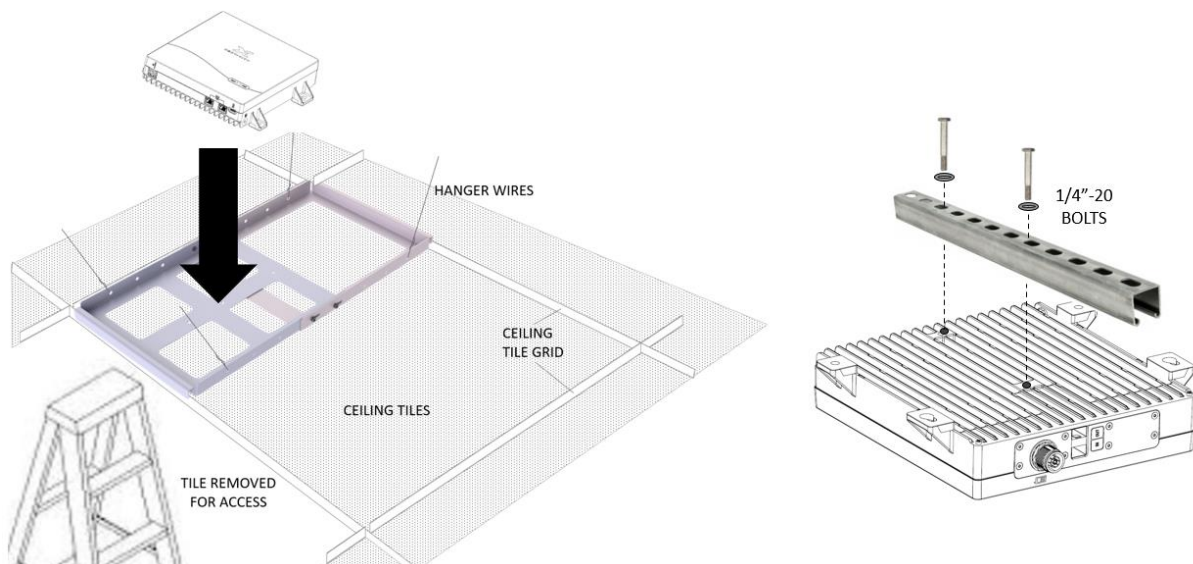 HANGER WIRES
1/4”-20
BOLTS
CEILING
TILE GRID
CEILING TILES
TILE REMOVED
FOR ACCESS